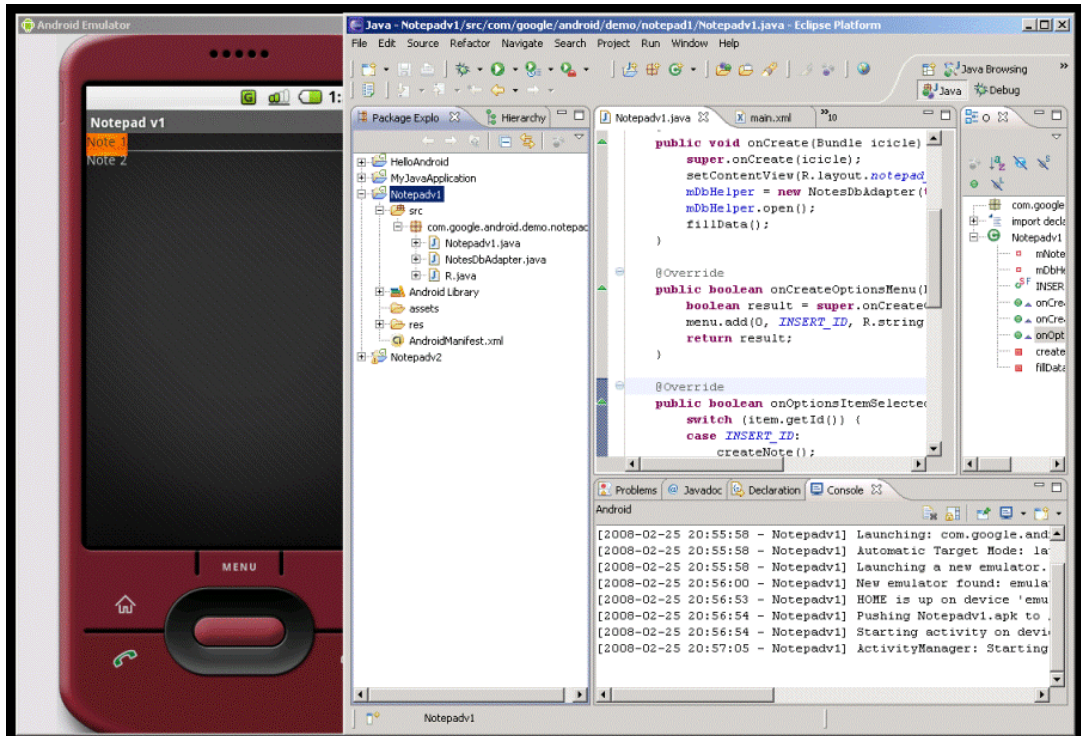 Android Emulator
1:
Notepad v1
Note 1
Note 2
MENU
Java - Notepadv1/src/com/google/android/demo/notepad1/Notepadv1.java - Eclipse Platform
File Edit Source Refactor Navigate Search Project Run Window Help
Java Browsing
Java Debug
Package Explo Hierarchy
HelloAndroid
MyJavaApplication
Notepadv1
src
com.google.android.demo.notepad
Notepadv1.java
NotesDbAdapter.java
R.java
Android Library
assets
res
AndroidManifest.xml
Notepadv2
Notepadv1.java main.xml »10
public void onCreate(Bundle icicle)
super.onCreate(icicle);
setContentView(R.layout.notepad_
mDbHelper = new NotesDbAdapter(t
mDbHelper.open();
fillData();
}
@Override
public boolean onCreateOptionsMenu(
boolean result = super.onCreate
menu.add(0, INSERT_ID, R.string
return result;
}
@Override
public boolean onOptionsItemSelected
switch (item.getId()) {
case INSERT_ID:
createNote();
O
com.google
import decla
Notepadv1
mNote
mDbHe
INSER
onCre
onCre
onOpt
create
fillData
Problems @ Javadoc Declaration Console
Android
[2008-02-25 20:55:58 - Notepadv1] Launching: com.google.and
[2008-02-25 20:55:58 - Notepadv1] Automatic Target Mode: la
[2008-02-25 20:55:58 - Notepadv1] Launching a new emulator.
[2008-02-25 20:56:00 - Notepadv1] New emulator found: emula
[2008-02-25 20:56:53 - Notepadv1] HOME is up on device 'emu
[2008-02-25 20:56:54 - Notepadv1] Pushing Notepadv1.apk to
[2008-02-25 20:56:54 - Notepadv1] Starting activity on devi
[2008-02-25 20:57:05 - Notepadv1] ActivityManager: Starting
Notepadv1